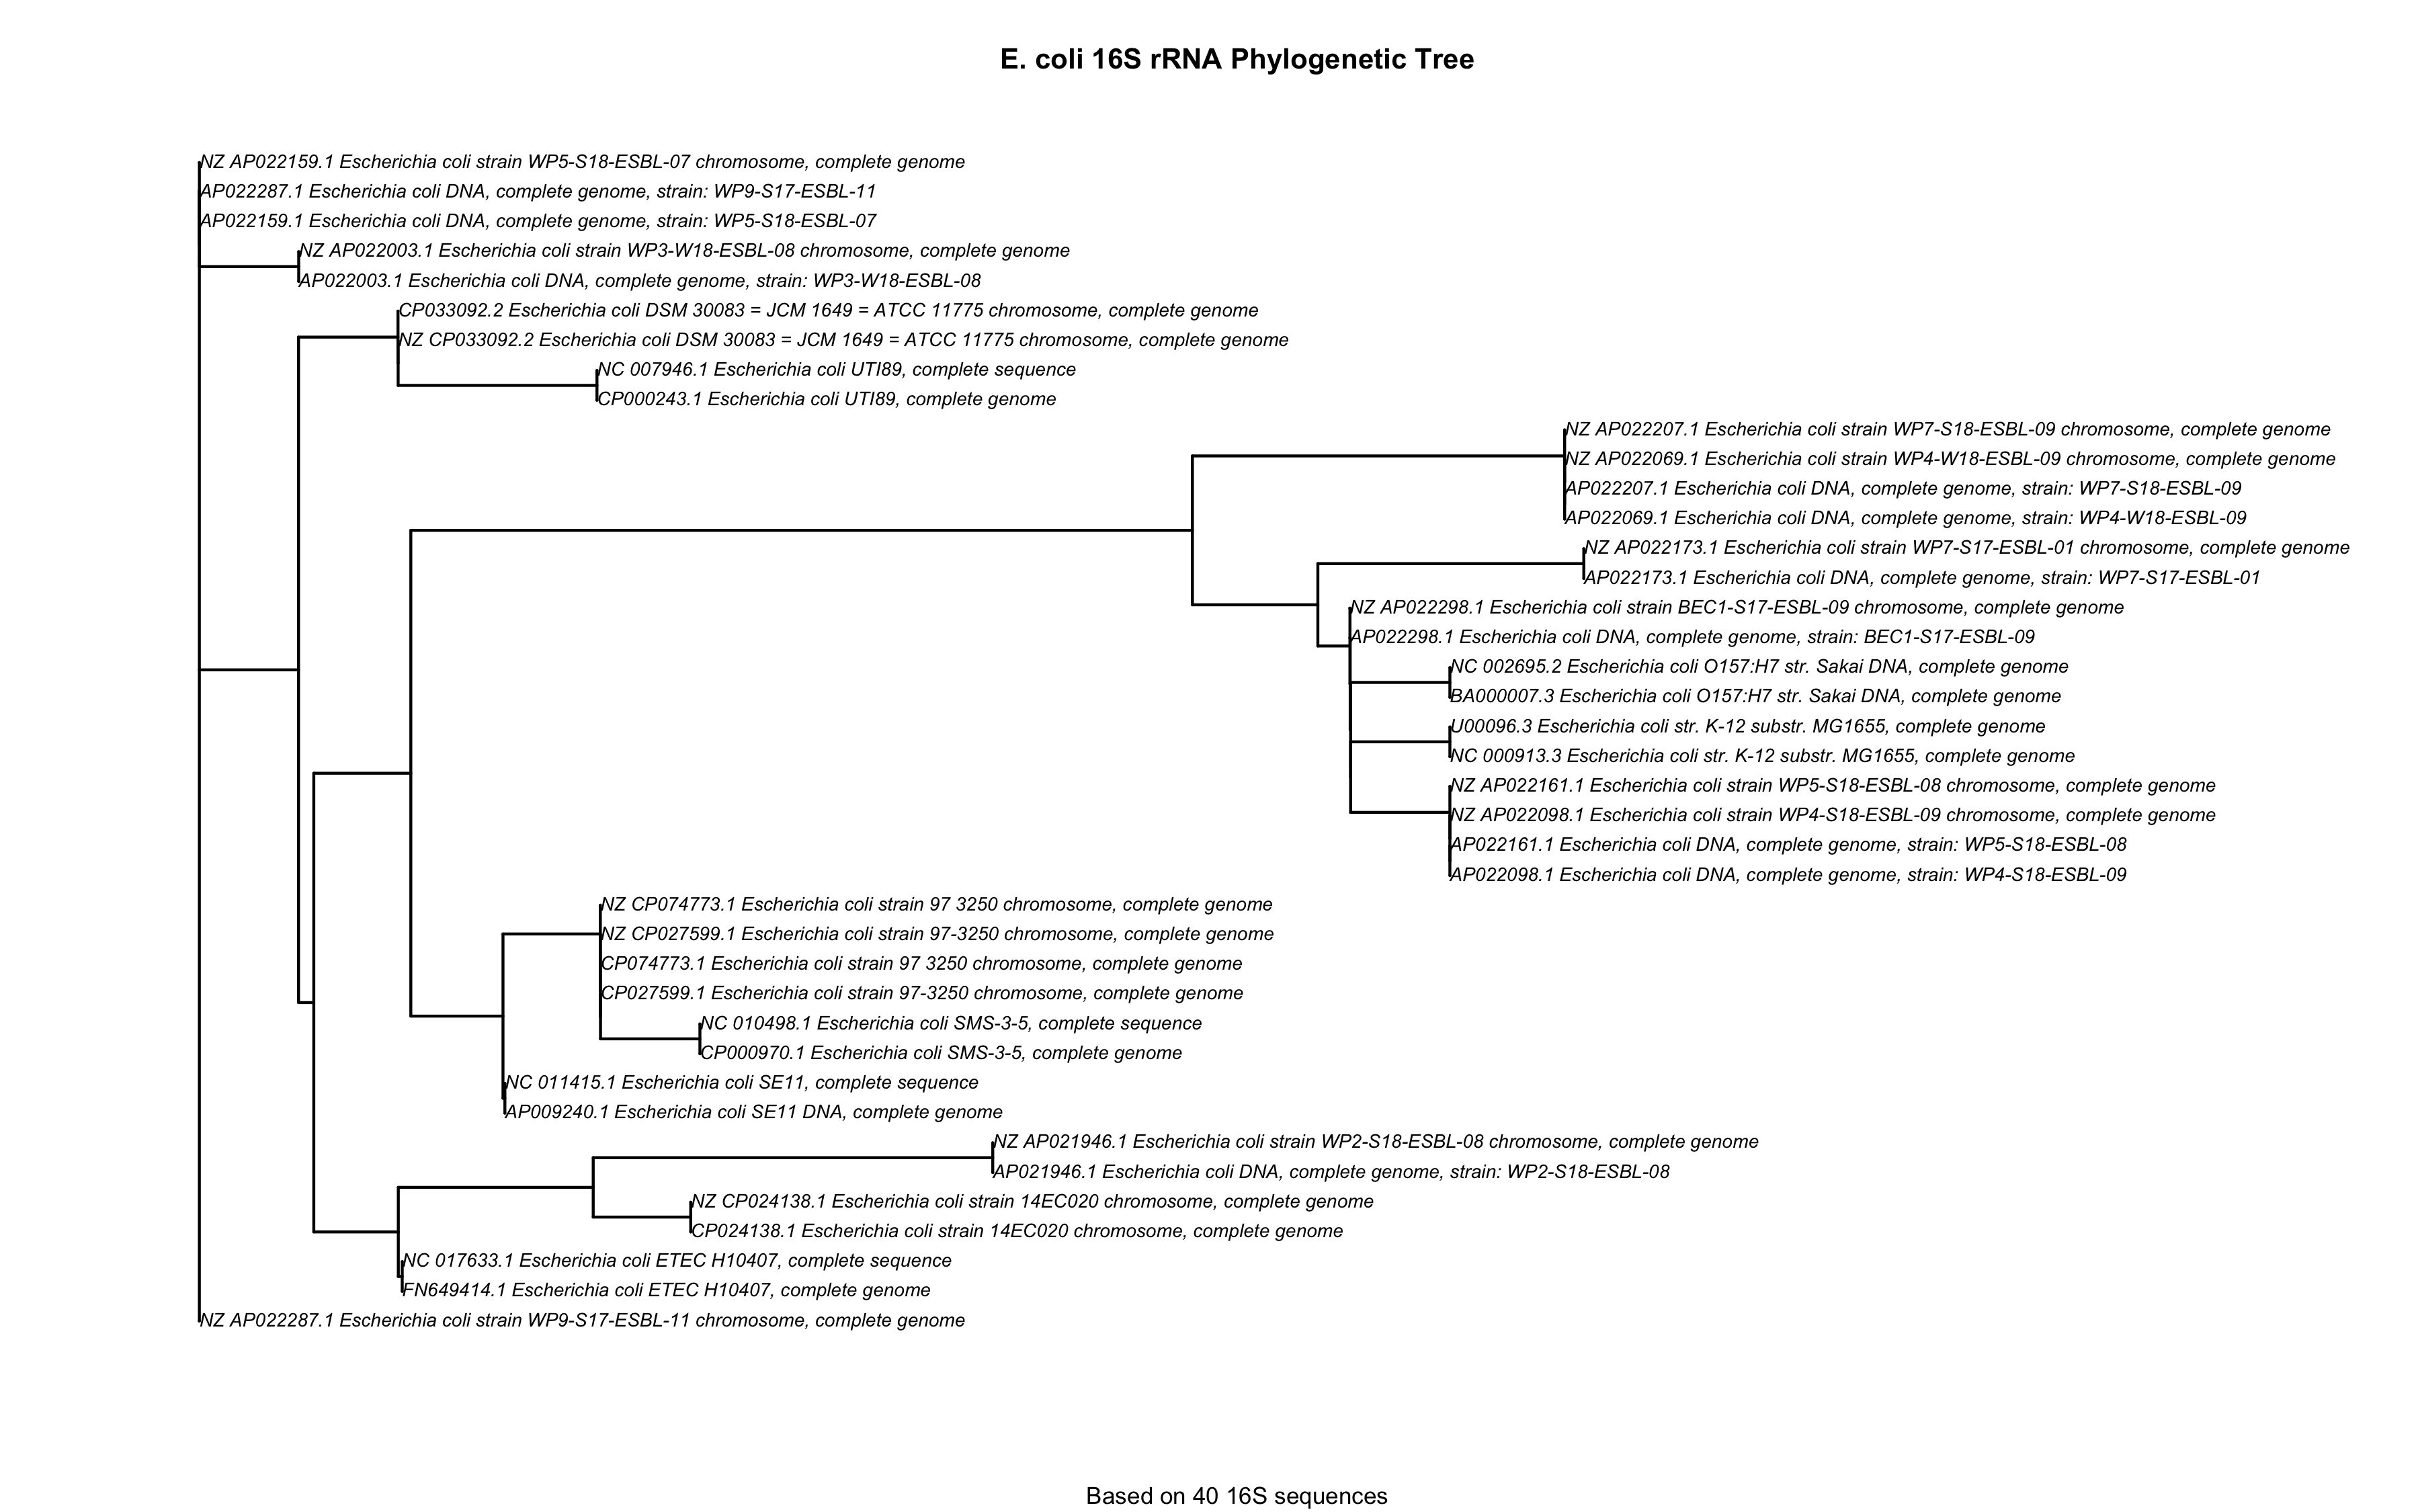 E. coli 16S rRNA Phylogenetic Tree
NZ AP022159.1 Escherichia coli strain WP5-S18-ESBL-07 chromosome, complete genome
AP022287.1 Escherichia coli DNA, complete genome, strain: WP9-S17-ESBL-11
AP022159.1 Escherichia coli DNA, complete genome, strain: WP5-S18-ESBL-07
NZ AP022003.1 Escherichia coli strain WP3-W18-ESBL-08 chromosome, complete genome
AP022003.1 Escherichia coli DNA, complete genome, strain: WP3-W18-ESBL-08
CP033092.2 Escherichia coli DSM 30083 = JCM 1649 = ATCC 11775 chromosome, complete genome
NZ CP033092.2 Escherichia coli DSM 30083 = JCM 1649 = ATCC 11775 chromosome, complete genome
NC 007946.1 Escherichia coli UTI89, complete sequence
CP000243.1 Escherichia coli UTI89, complete genome
NZ AP022207.1 Escherichia coli strain WP7-S18-ESBL-09 chromosome, complete genome
NZ AP022069.1 Escherichia coli strain WP4-W18-ESBL-09 chromosome, complete genome
AP022207.1 Escherichia coli DNA, complete genome, strain: WP7-S18-ESBL-09
AP022069.1 Escherichia coli DNA, complete genome, strain: WP4-W18-ESBL-09
NZ AP022173.1 Escherichia coli strain WP7-S17-ESBL-01 chromosome, complete genome
AP022173.1 Escherichia coli DNA, complete genome, strain: WP7-S17-ESBL-01
NZ AP022298.1 Escherichia coli strain BEC1-S17-ESBL-09 chromosome, complete genome
AP022298.1 Escherichia coli DNA, complete genome, strain: BEC1-S17-ESBL-09
NC 002695.2 Escherichia coli O157:H7 str. Sakai DNA, complete genome
BA000007.3 Escherichia coli O157:H7 str. Sakai DNA, complete genome
U00096.3 Escherichia coli str. K-12 substr. MG1655, complete genome
NC 000913.3 Escherichia coli str. K-12 substr. MG1655, complete genome
NZ AP022161.1 Escherichia coli strain WP5-S18-ESBL-08 chromosome, complete genome
NZ AP022098.1 Escherichia coli strain WP4-S18-ESBL-09 chromosome, complete genome
AP022161.1 Escherichia coli DNA, complete genome, strain: WP5-S18-ESBL-08
AP022098.1 Escherichia coli DNA, complete genome, strain: WP4-S18-ESBL-09
NZ CP074773.1 Escherichia coli strain 97 3250 chromosome, complete genome
NZ CP027599.1 Escherichia coli strain 97-3250 chromosome, complete genome
CP074773.1 Escherichia coli strain 97 3250 chromosome, complete genome
CP027599.1 Escherichia coli strain 97-3250 chromosome, complete genome
NC 010498.1 Escherichia coli SMS-3-5, complete sequence
CP000970.1 Escherichia coli SMS-3-5, complete genome
NC 011415.1 Escherichia coli SE11, complete sequence
AP009240.1 Escherichia coli SE11 DNA, complete genome
NZ AP021946.1 Escherichia coli strain WP2-S18-ESBL-08 chromosome, complete genome
AP021946.1 Escherichia coli DNA, complete genome, strain: WP2-S18-ESBL-08
NZ CP024138.1 Escherichia coli strain 14EC020 chromosome, complete genome
CP024138.1 Escherichia coli strain 14EC020 chromosome, complete genome
NC 017633.1 Escherichia coli ETEC H10407, complete sequence
FN649414.1 Escherichia coli ETEC H10407, complete genome
NZ AP022287.1 Escherichia coli strain WP9-S17-ESBL-11 chromosome, complete genome
Based on 40 16S sequences